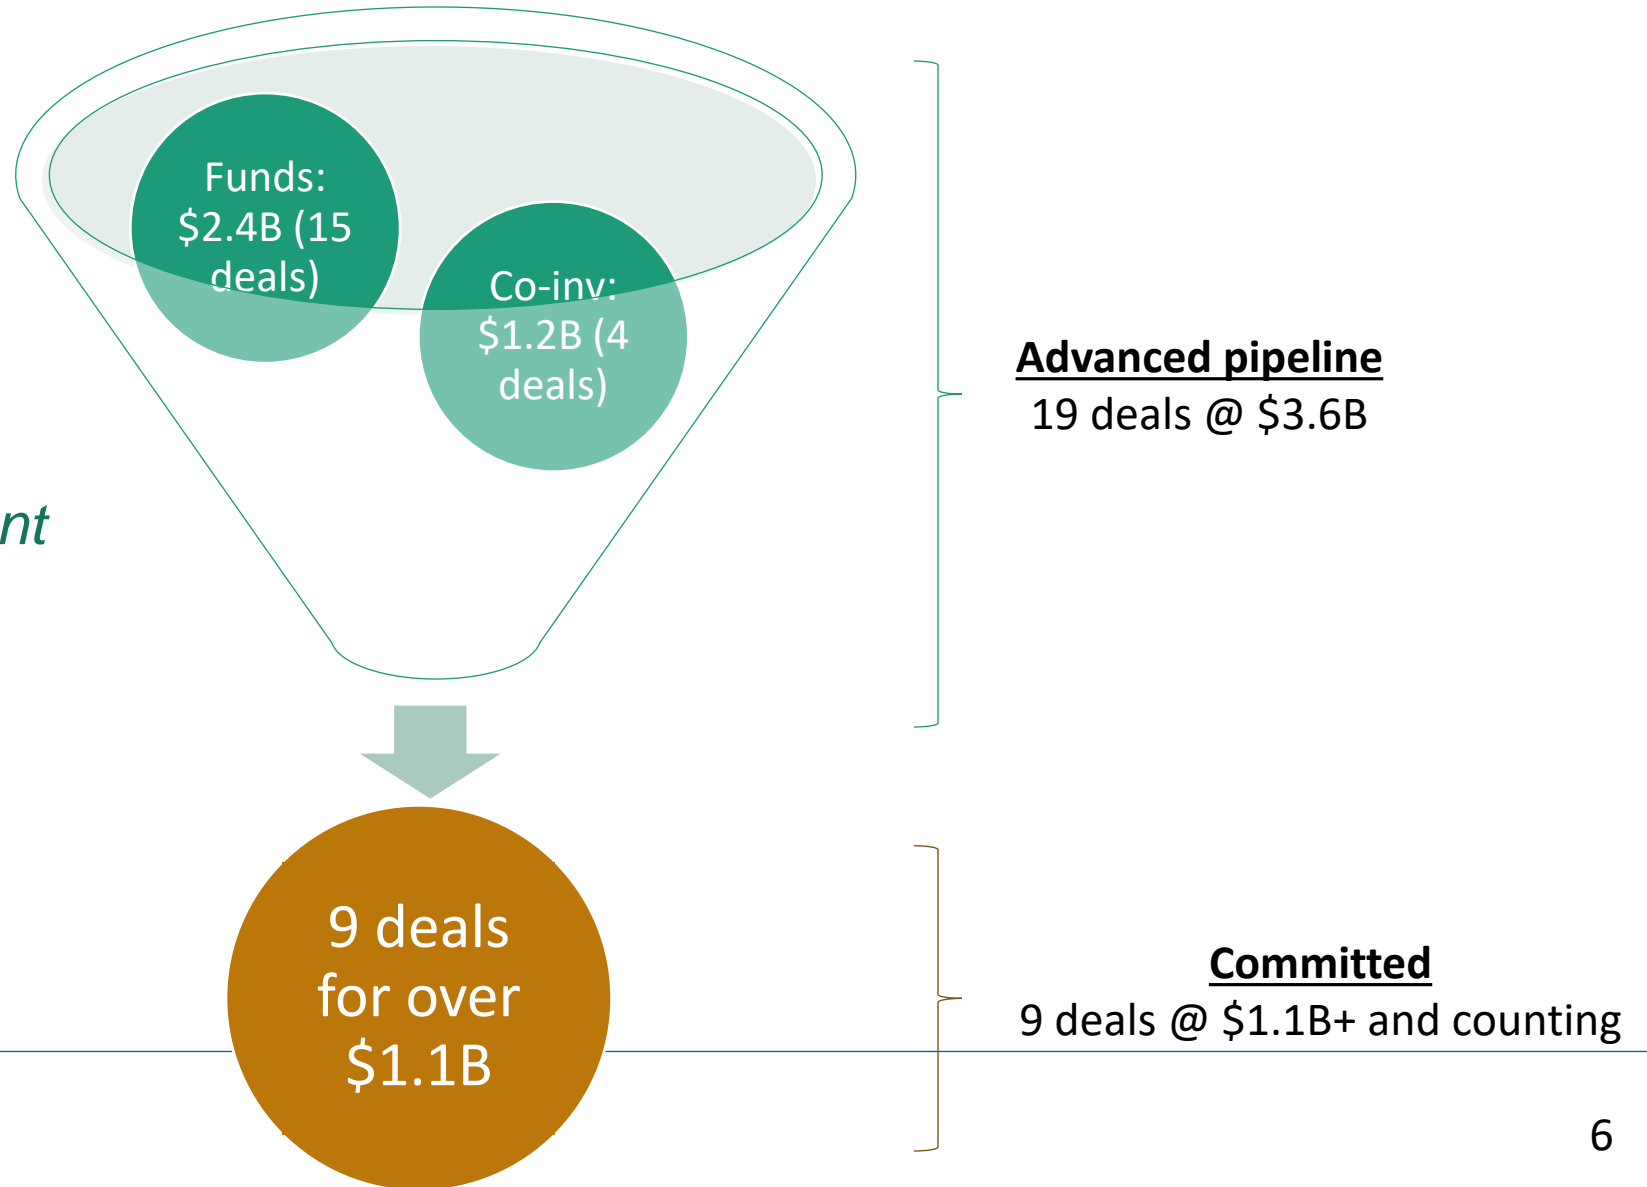 Funds:
$2.4B (15
deals)
Co-inv:
$1.2B (4
deals)
Advanced pipeline
19 deals @ $3.6B
nt
9 deals
for over
$1.1B
Committed
9 deals @ $1.1B+ and counting
6